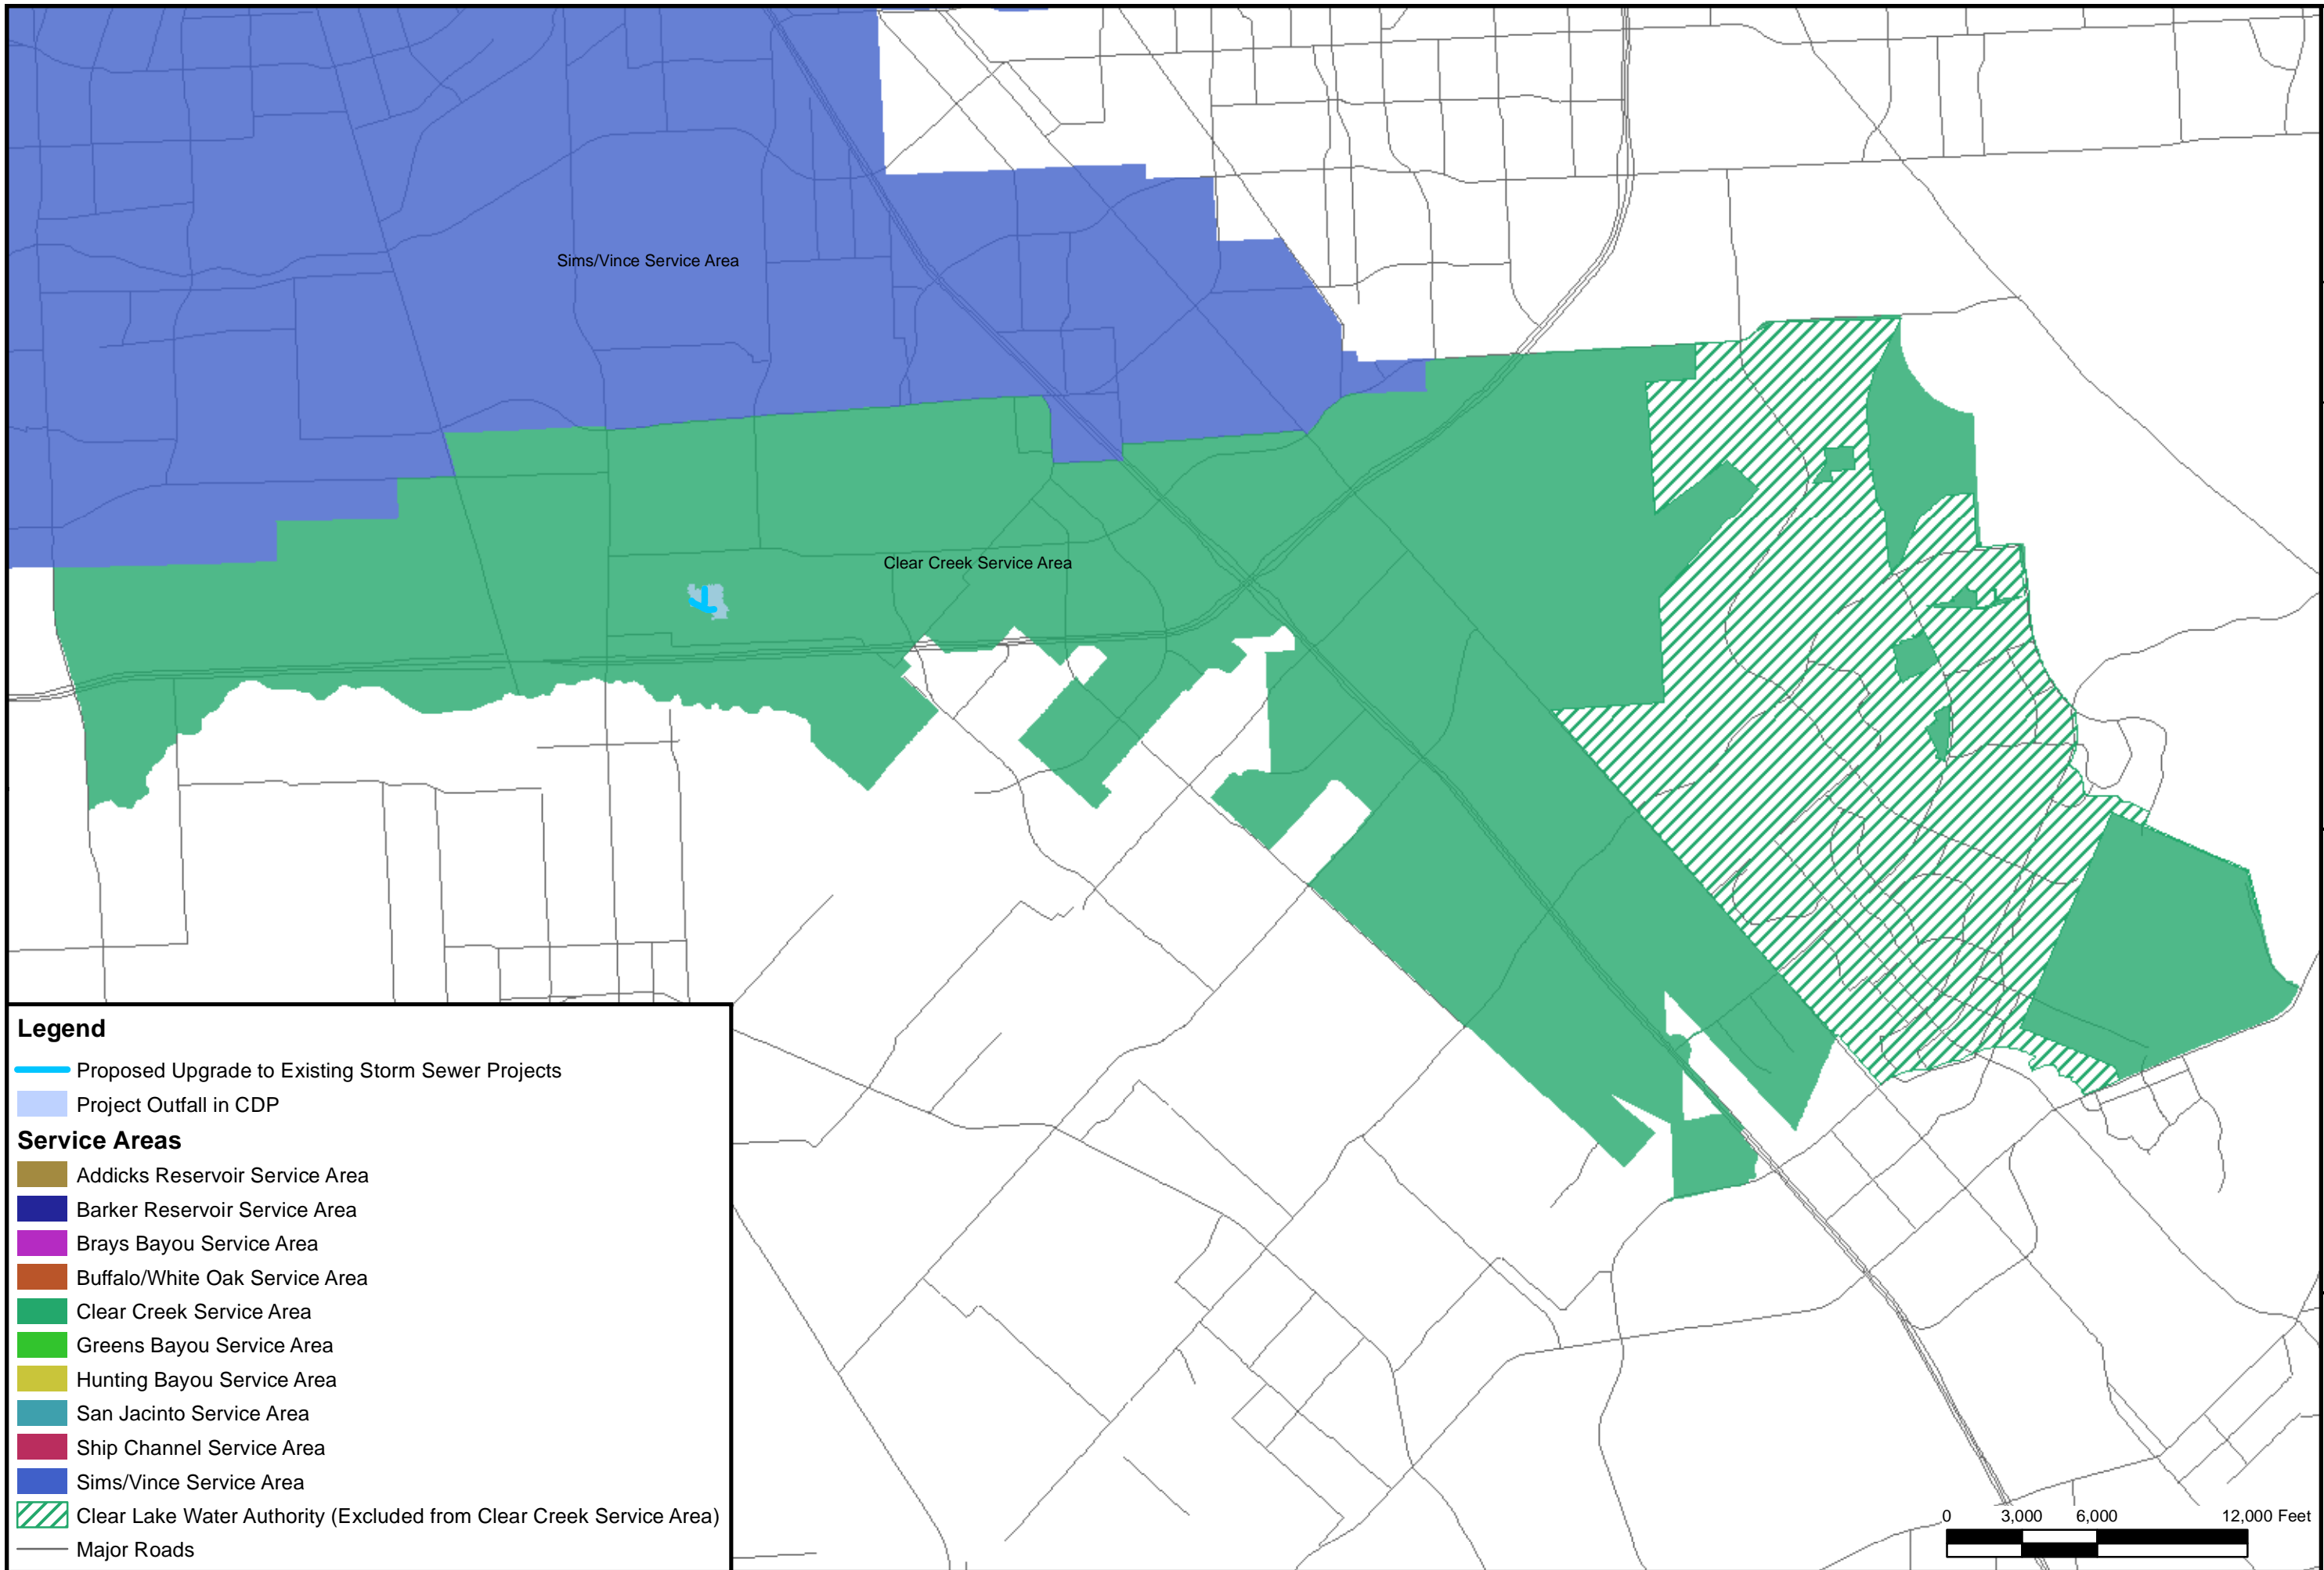 Sims/Vince Service Area
Clear Creek Service Area
Legend
Proposed Upgrade to Existing Storm Sewer Projects
Project Outfall in CDP
Service Areas
Addicks Reservoir Service Area
Barker Reservoir Service Area
Brays Bayou Service Area
Buffalo/White Oak Service Area
Clear Creek Service Area
Greens Bayou Service Area
Hunting Bayou Service Area
San Jacinto Service Area
Ship Channel Service Area
Sims/Vince Service Area
Clear Lake Water Authority (Excluded from Clear Creek Service Area)
Major Roads
0 3,000 6,000 12,000 Feet